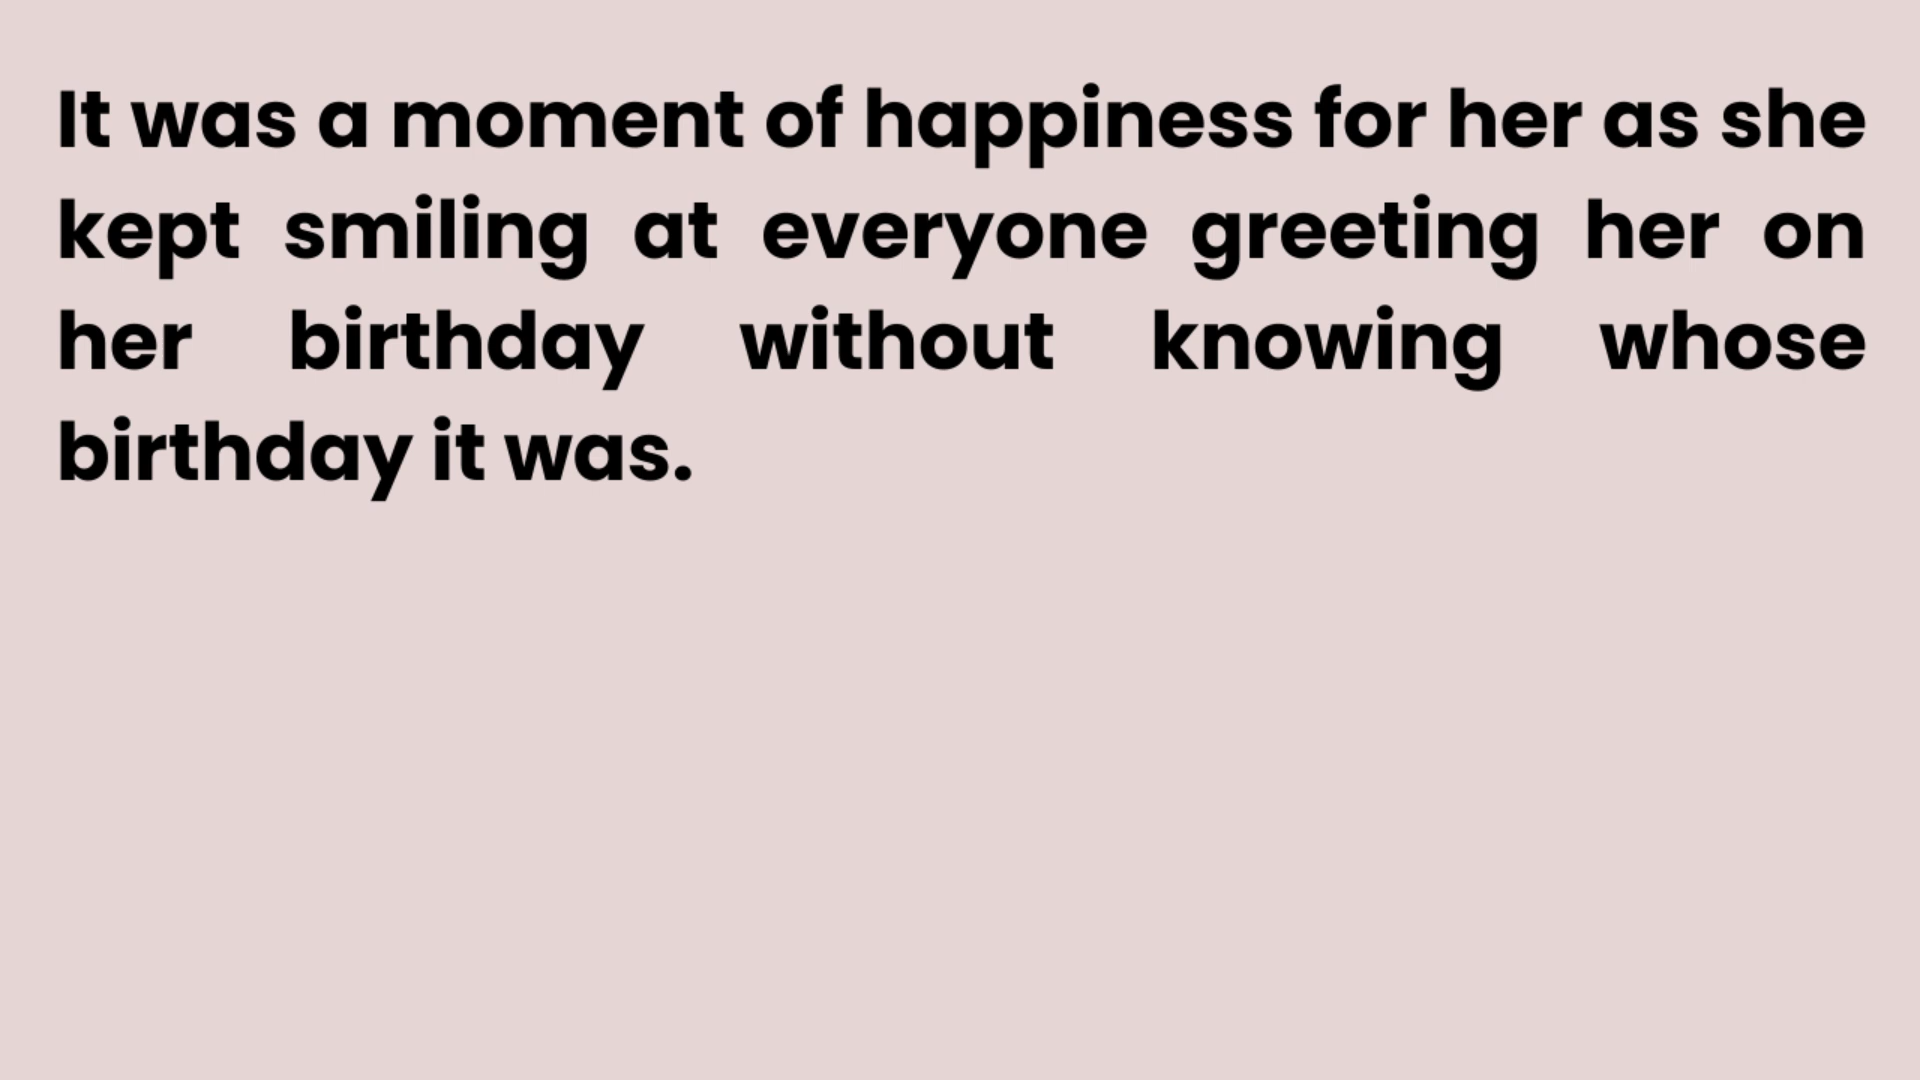 It was a moment of happiness for her as she
kept smiling at everyone greeting her on
her birthday without knowing whose
birthday it was.